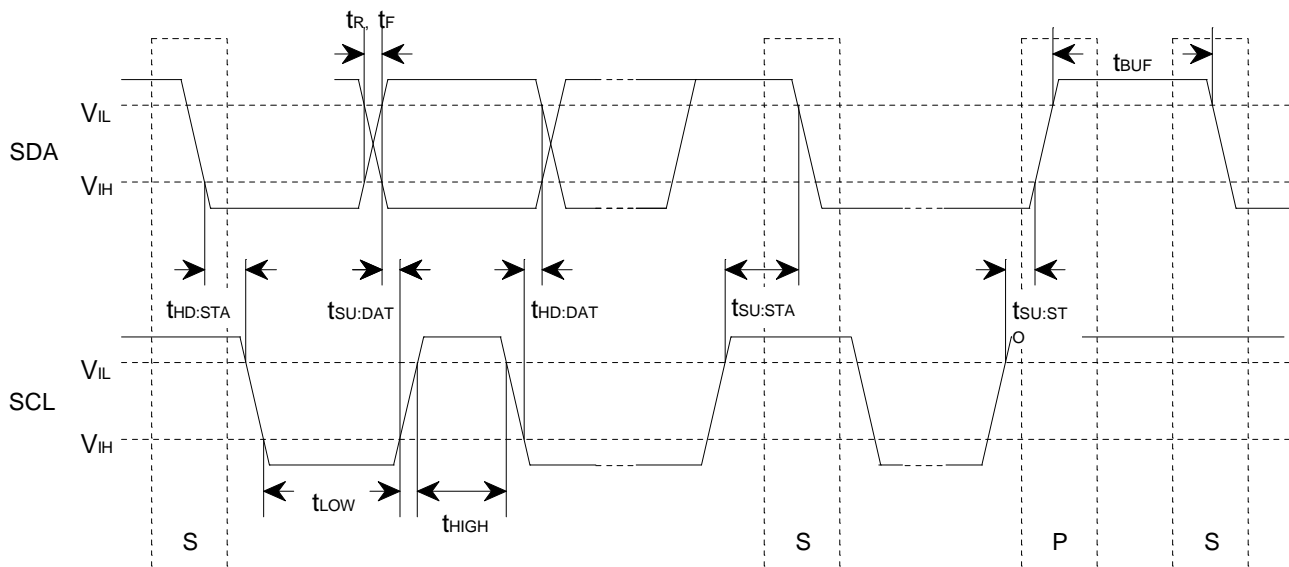 tR, tF
tBUF
VIL
SDA
VIH
tHD:STA
tSU:DAT
tHD:DAT
tSU:STA
tSU:ST
O
VIL
SCL
VIH
tLOW
tHIGH
S
S
P
S